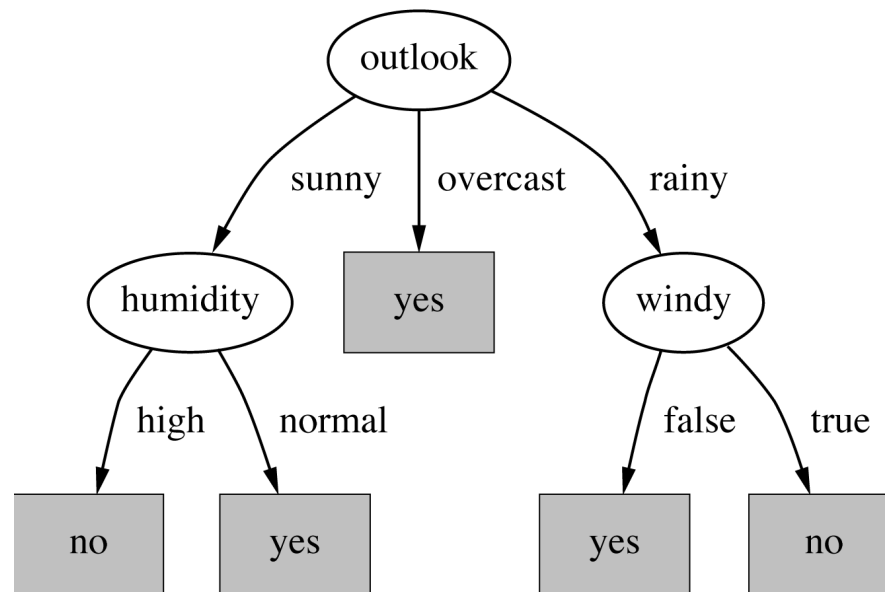 outlook
sunny overcast rainy
humidity yes windy
high normal false true
no yes yes no